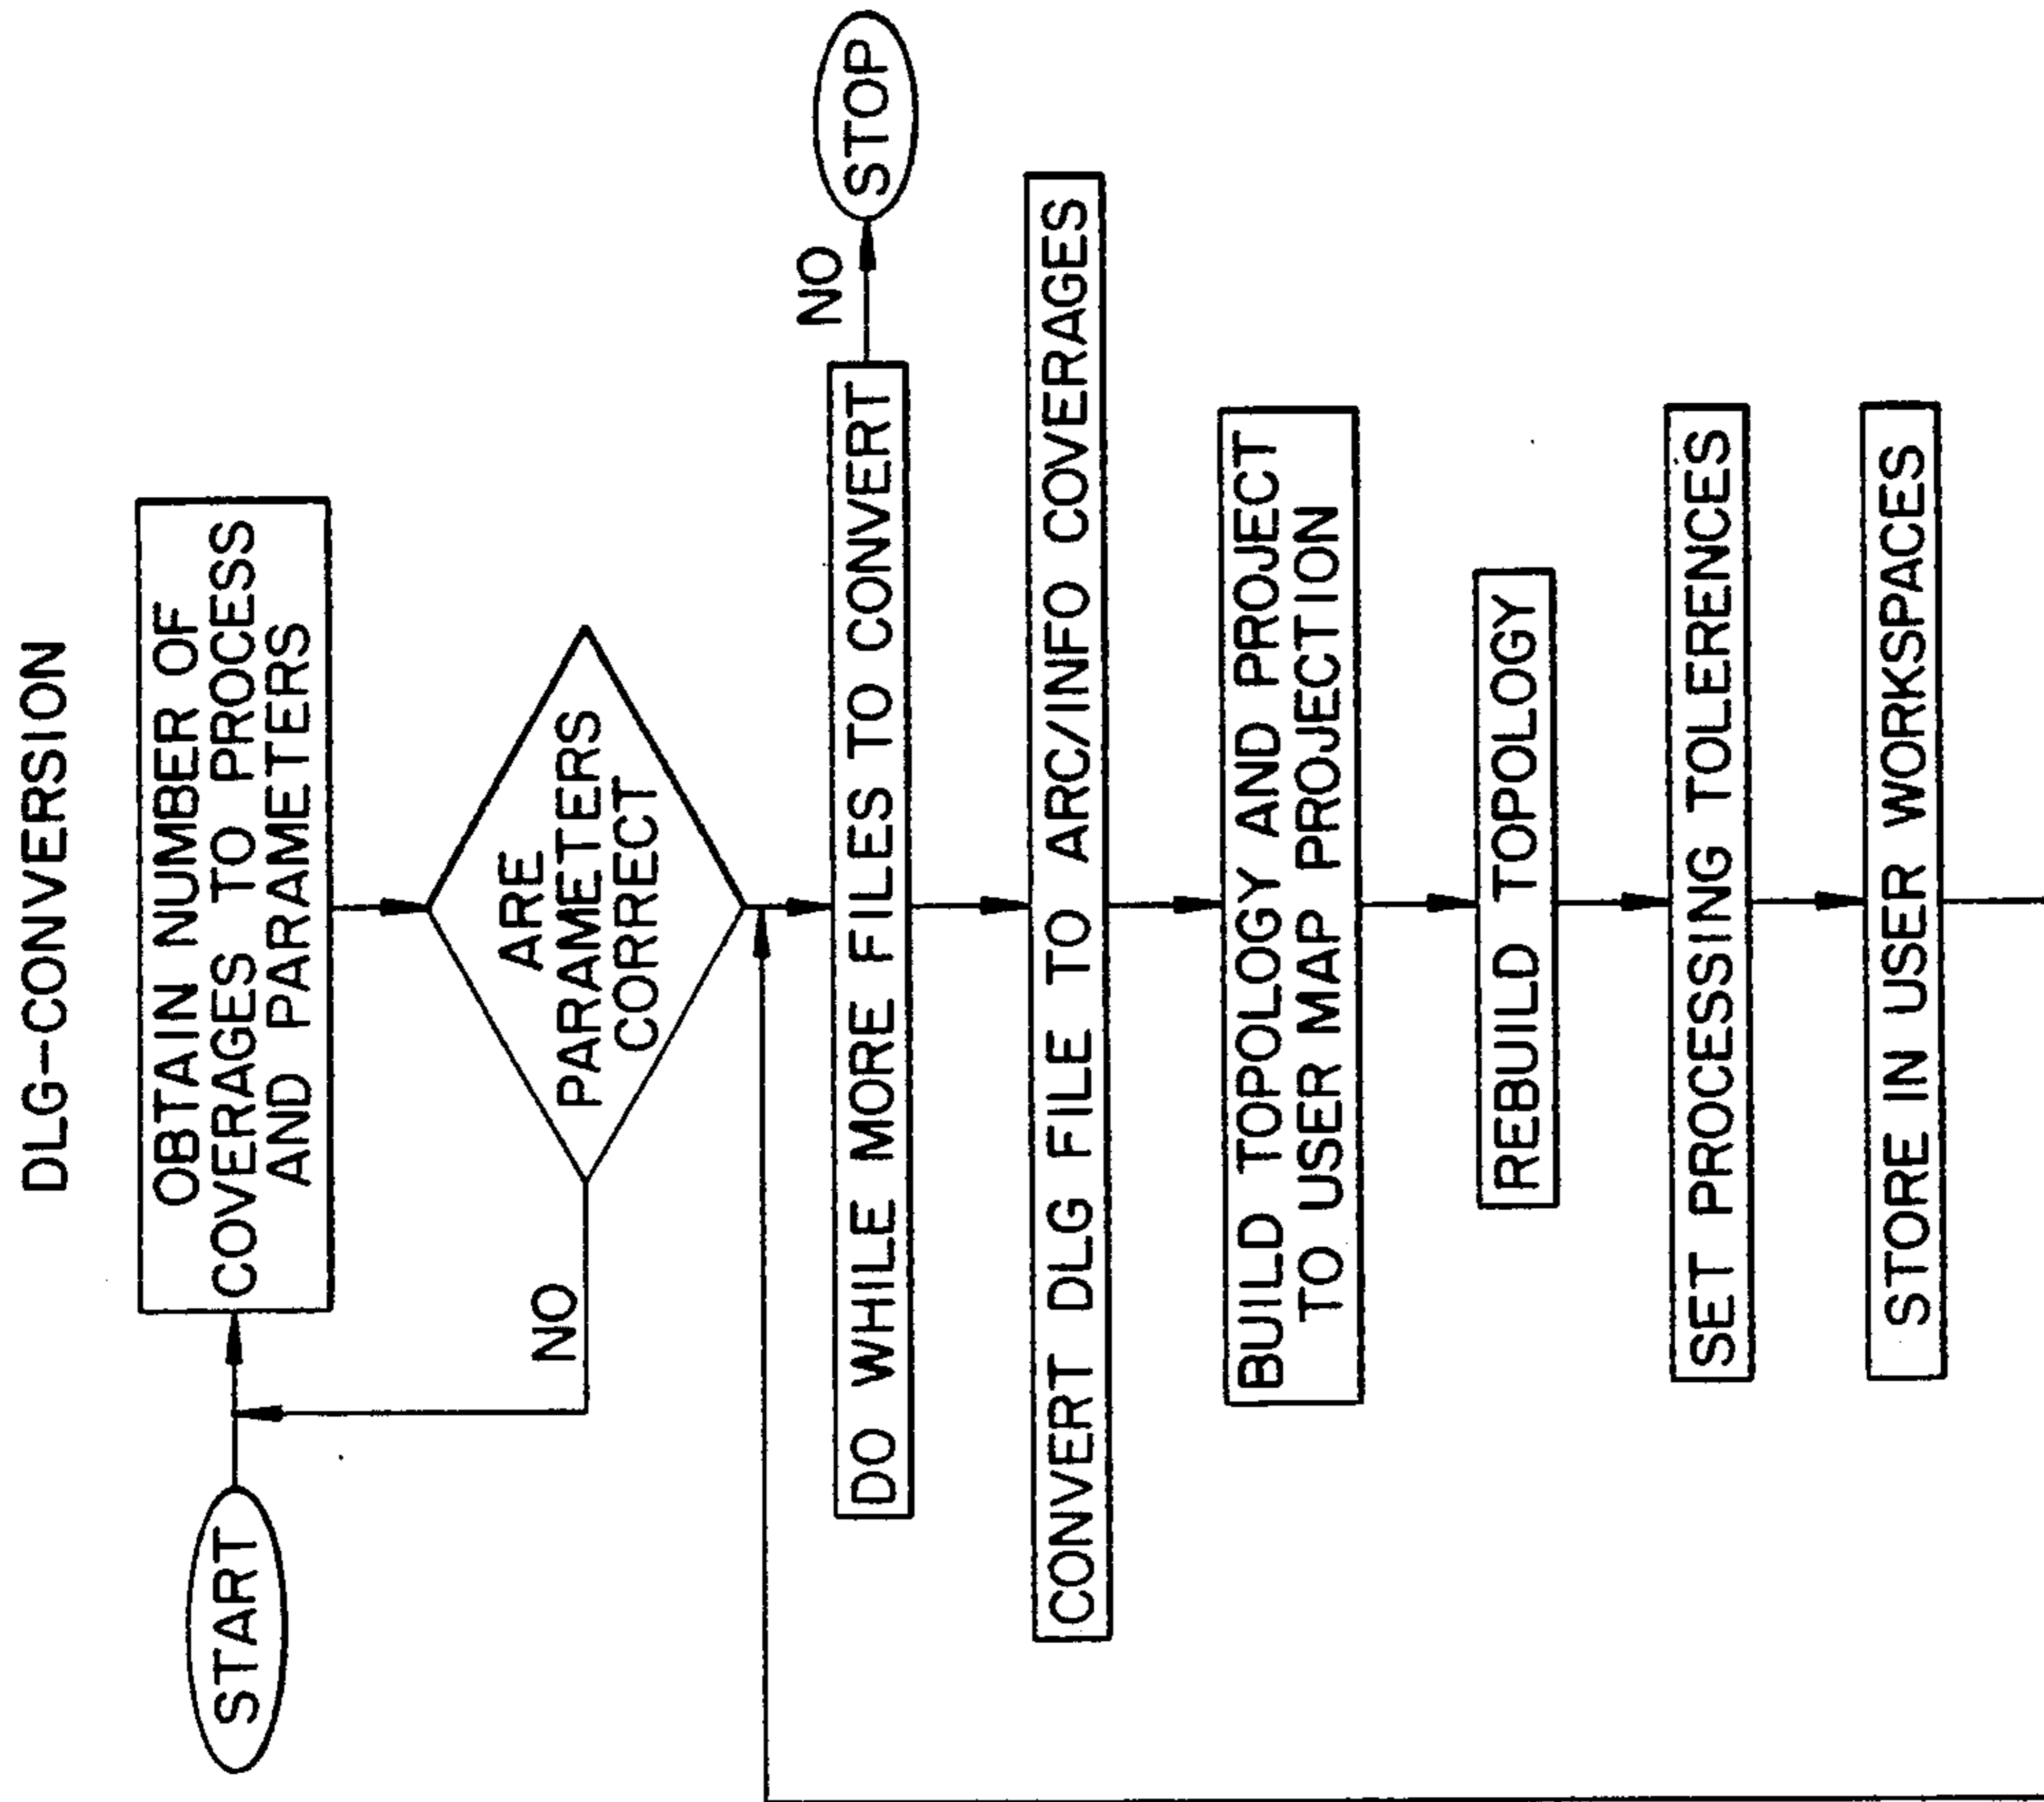 DLG-CONVERSION
START
OBTAIN NUMBER OF
COVERAGES TO PROCESS
AND PARAMETERS
ARE
PARAMETERS
CORRECT
NO
DO WHILE MORE FILES TO CONVERT
NO
STOP
CONVERT DLG FILE TO ARC/INFO COVERAGES
BUILD TOPOLOGY AND PROJECT
TO USER MAP PROJECTION
REBUILD TOPOLOGY
SET PROCESSING TOLERENCES
STORE IN USER WORKSPACES